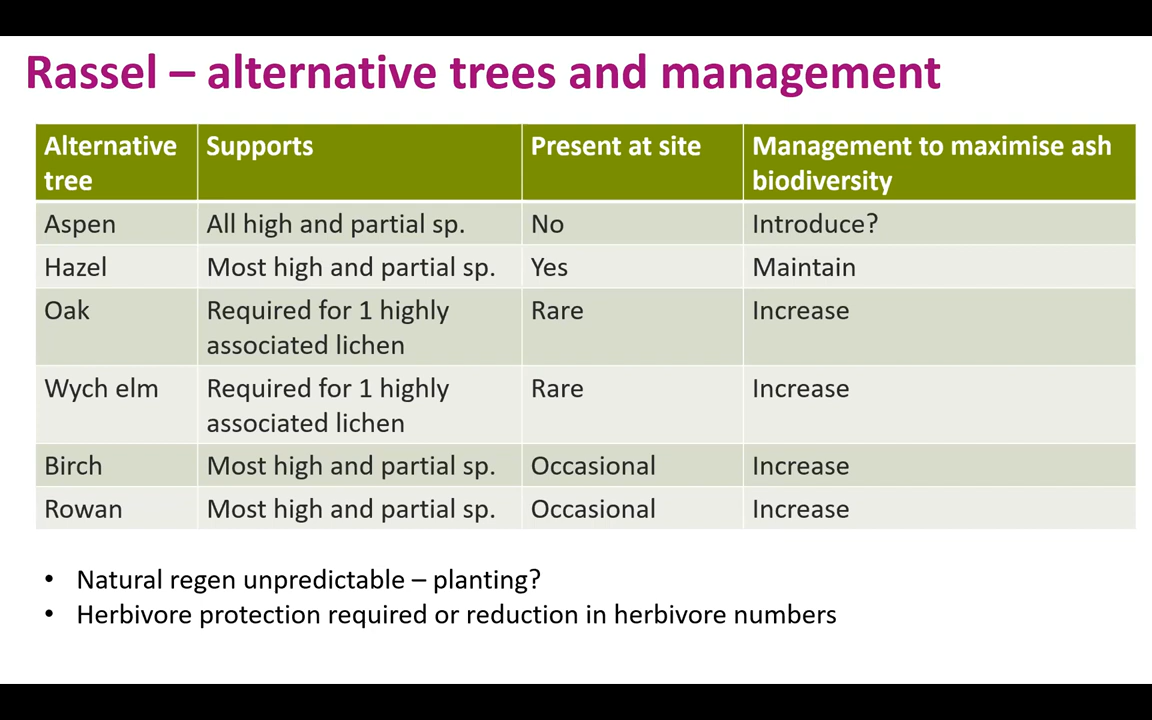 Rassel – alternative trees and management
Alternative tree | Supports | Present at site | Management to maximise ash biodiversity
Aspen | All high and partial sp. | No | Introduce?
Hazel | Most high and partial sp. | Yes | Maintain
Oak | Required for 1 highly associated lichen | Rare | Increase
Wych elm | Required for 1 highly associated lichen | Rare | Increase
Birch | Most high and partial sp. | Occasional | Increase
Rowan | Most high and partial sp. | Occasional | Increase
• Natural regen unpredictable – planting?
• Herbivore protection required or reduction in herbivore numbers